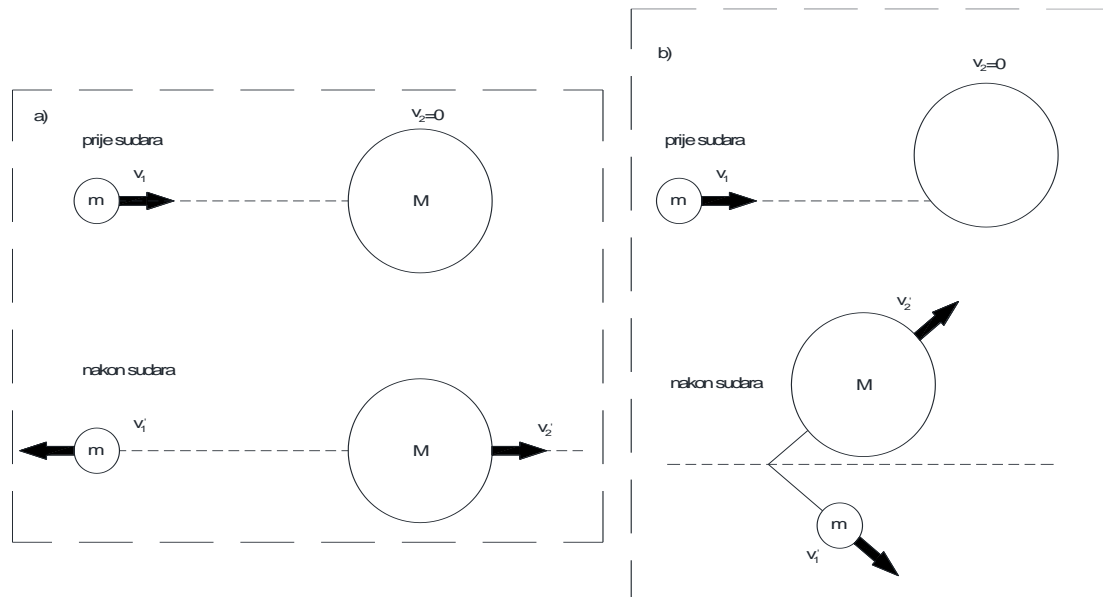 a)
v₂=0
prije sudara
v₁
m
M
nakon sudara
v₁'
v₂'
m
M
b)
v₂=0
prije sudara
v₁
m
v₂'
nakon sudara
M
m
v₁'